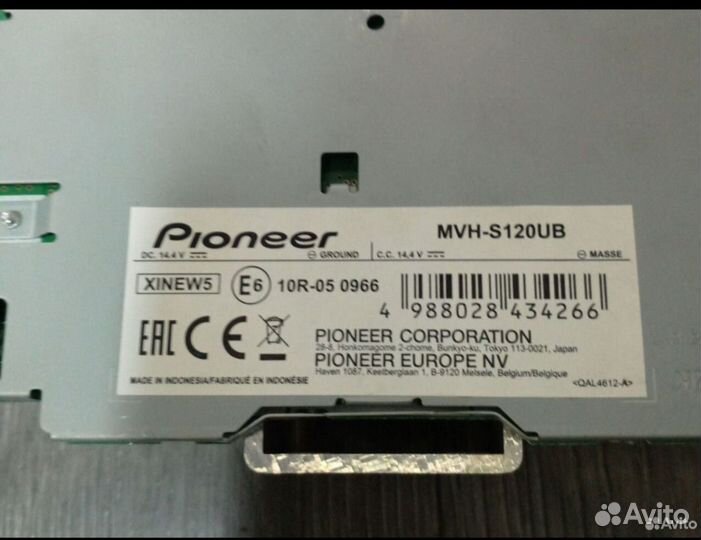 Pioneer MVH-S120UB
DC. 14,4 V ⊖ GROUND C.C. 14,4 V ⊖ MASSE
XINEW5 E6 10R-05 0966
4 988028 434266
EAC CE PIONEER CORPORATION
28-8, Honkomagome 2-chome, Bunkyo-ku, Tokyo 113-0021, Japan
PIONEER EUROPE NV
Haven 1087, Keetberglaan 1, B-9120 Melsele, Belgium/Belgique
MADE IN INDONESIA/FABRIQUÉ EN INDONÉSIE <QAL4612-A>
Avito
Avito